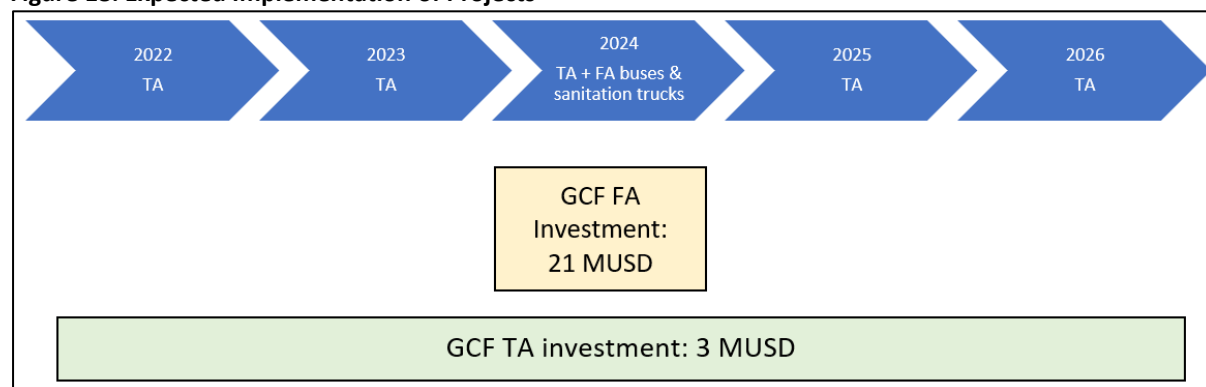 Figure 13: Expected Implementation of Projects
2022
TA
2023
TA
2024
TA + FA buses &
sanitation trucks
2025
TA
2026
TA
GCF FA
Investment:
21 MUSD
GCF TA investment: 3 MUSD